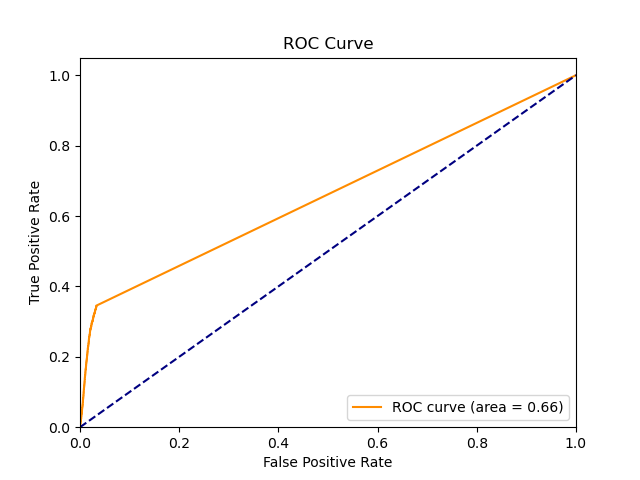 ROC Curve
True Positive Rate
1.0
0.8
0.6
0.4
0.2
0.0
0.0 0.2 0.4 0.6 0.8 1.0
False Positive Rate
ROC curve (area = 0.66)